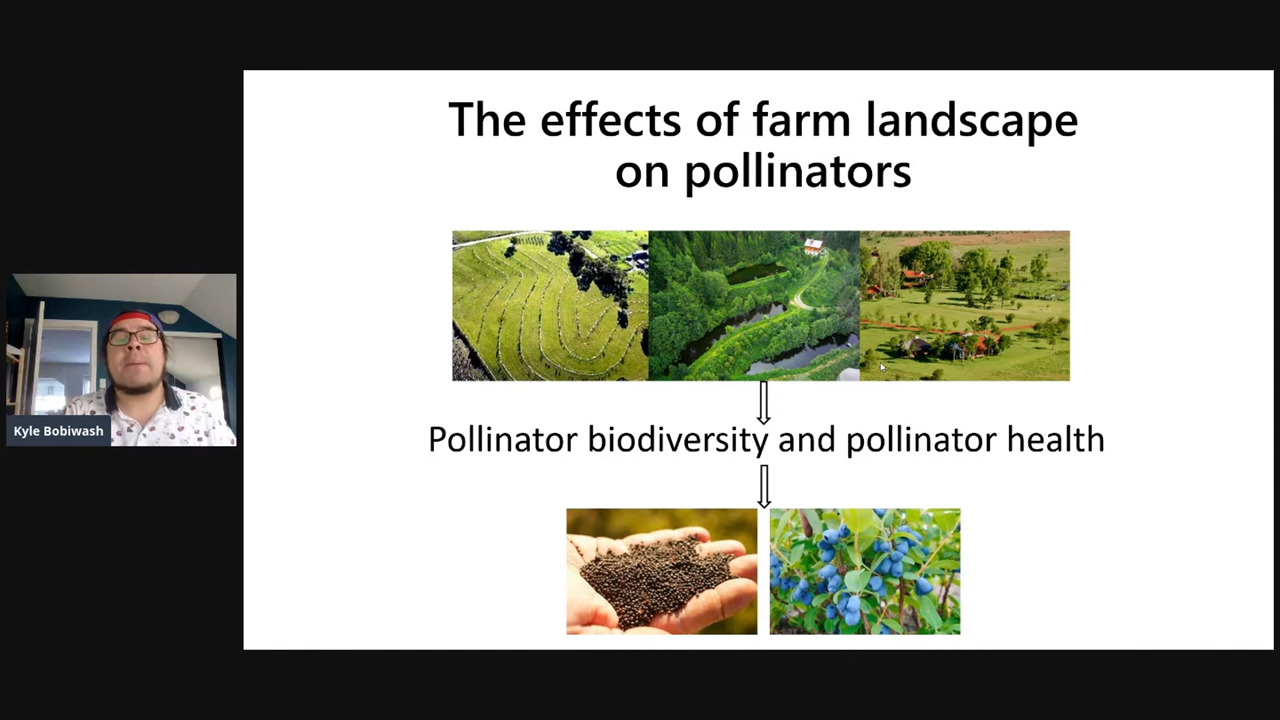 The effects of farm landscape
on pollinators
Pollinator biodiversity and pollinator health
Kyle Bobiwash